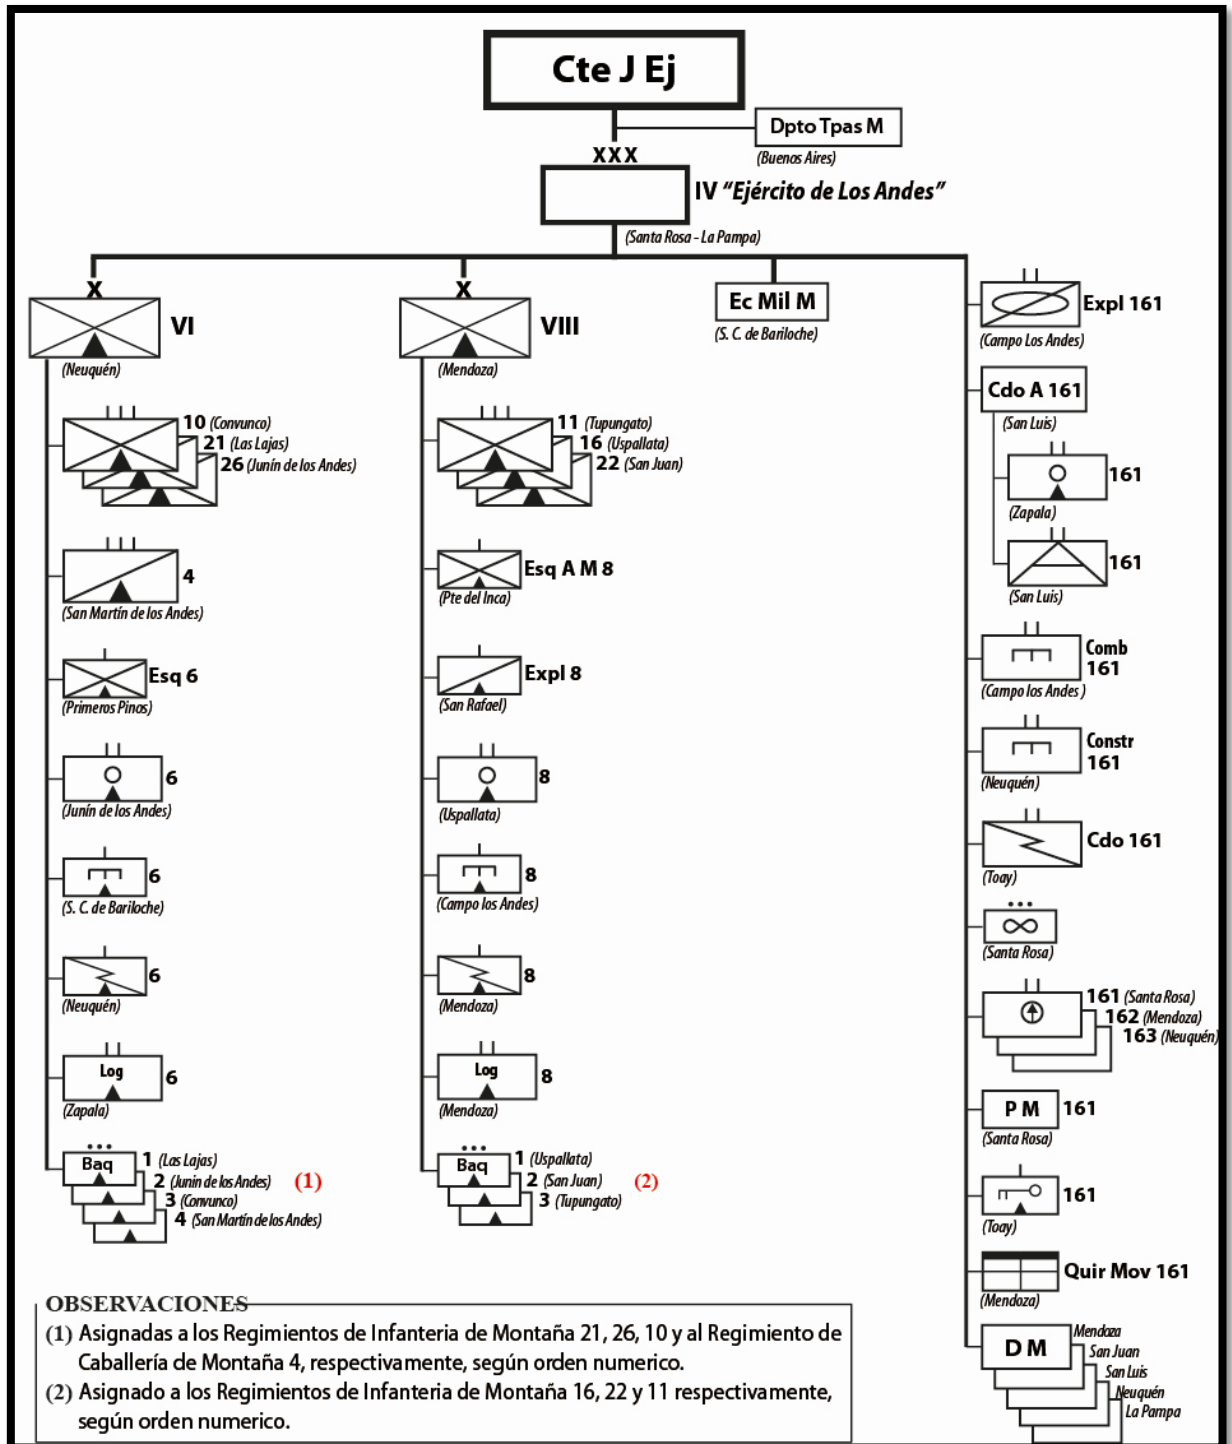 Cte J Ej
Dpto Tpas M
(Buenos Aires)
XXX
IV "Ejército de Los Andes"
(Santa Rosa - La Pampa)
X
VI
(Neuquén)
10 (Convunco)
21 (Las Lajas)
26 (Junín de los Andes)
4
(San Martín de los Andes)
Esq 6
(Primeros Pinos)
6
(Junín de los Andes)
6
(S. C. de Bariloche)
6
(Neuquén)
Log
6
(Zapala)
Baq
1 (Las Lajas)
2 (Junin de los Andes)
3 (Convunco)
4 (San Martín de los Andes)
(1)
X
VIII
(Mendoza)
11 (Tupungato)
16 (Uspallata)
22 (San Juan)
Esq A M 8
(Pte del Inca)
Expl 8
(San Rafael)
8
(Uspallata)
8
(Campo los Andes)
8
(Mendoza)
Log
8
(Mendoza)
Baq
1 (Uspallata)
2 (San Juan)
3 (Tupungato)
(2)
Ec Mil M
(S. C. de Bariloche)
Expl 161
(Campo Los Andes)
Cdo A 161
(San Luis)
161
(Zapala)
161
(San Luis)
Comb
161
(Campo los Andes )
Constr
161
(Neuquén)
Cdo 161
(Toay)
(Santa Rosa)
161 (Santa Rosa)
162 (Mendoza)
163 (Neuquén)
P M 161
(Santa Rosa)
161
(Toay)
Quir Mov 161
(Mendoza)
D M
Mendoza
San Juan
San Luis
Neuquén
La Pampa
OBSERVACIONES
(1) Asignadas a los Regimientos de Infanteria de Montaña 21, 26, 10 y al Regimiento de
Caballería de Montaña 4, respectivamente, según orden numerico.
(2) Asignado a los Regimientos de Infanteria de Montaña 16, 22 y 11 respectivamente,
según orden numerico.